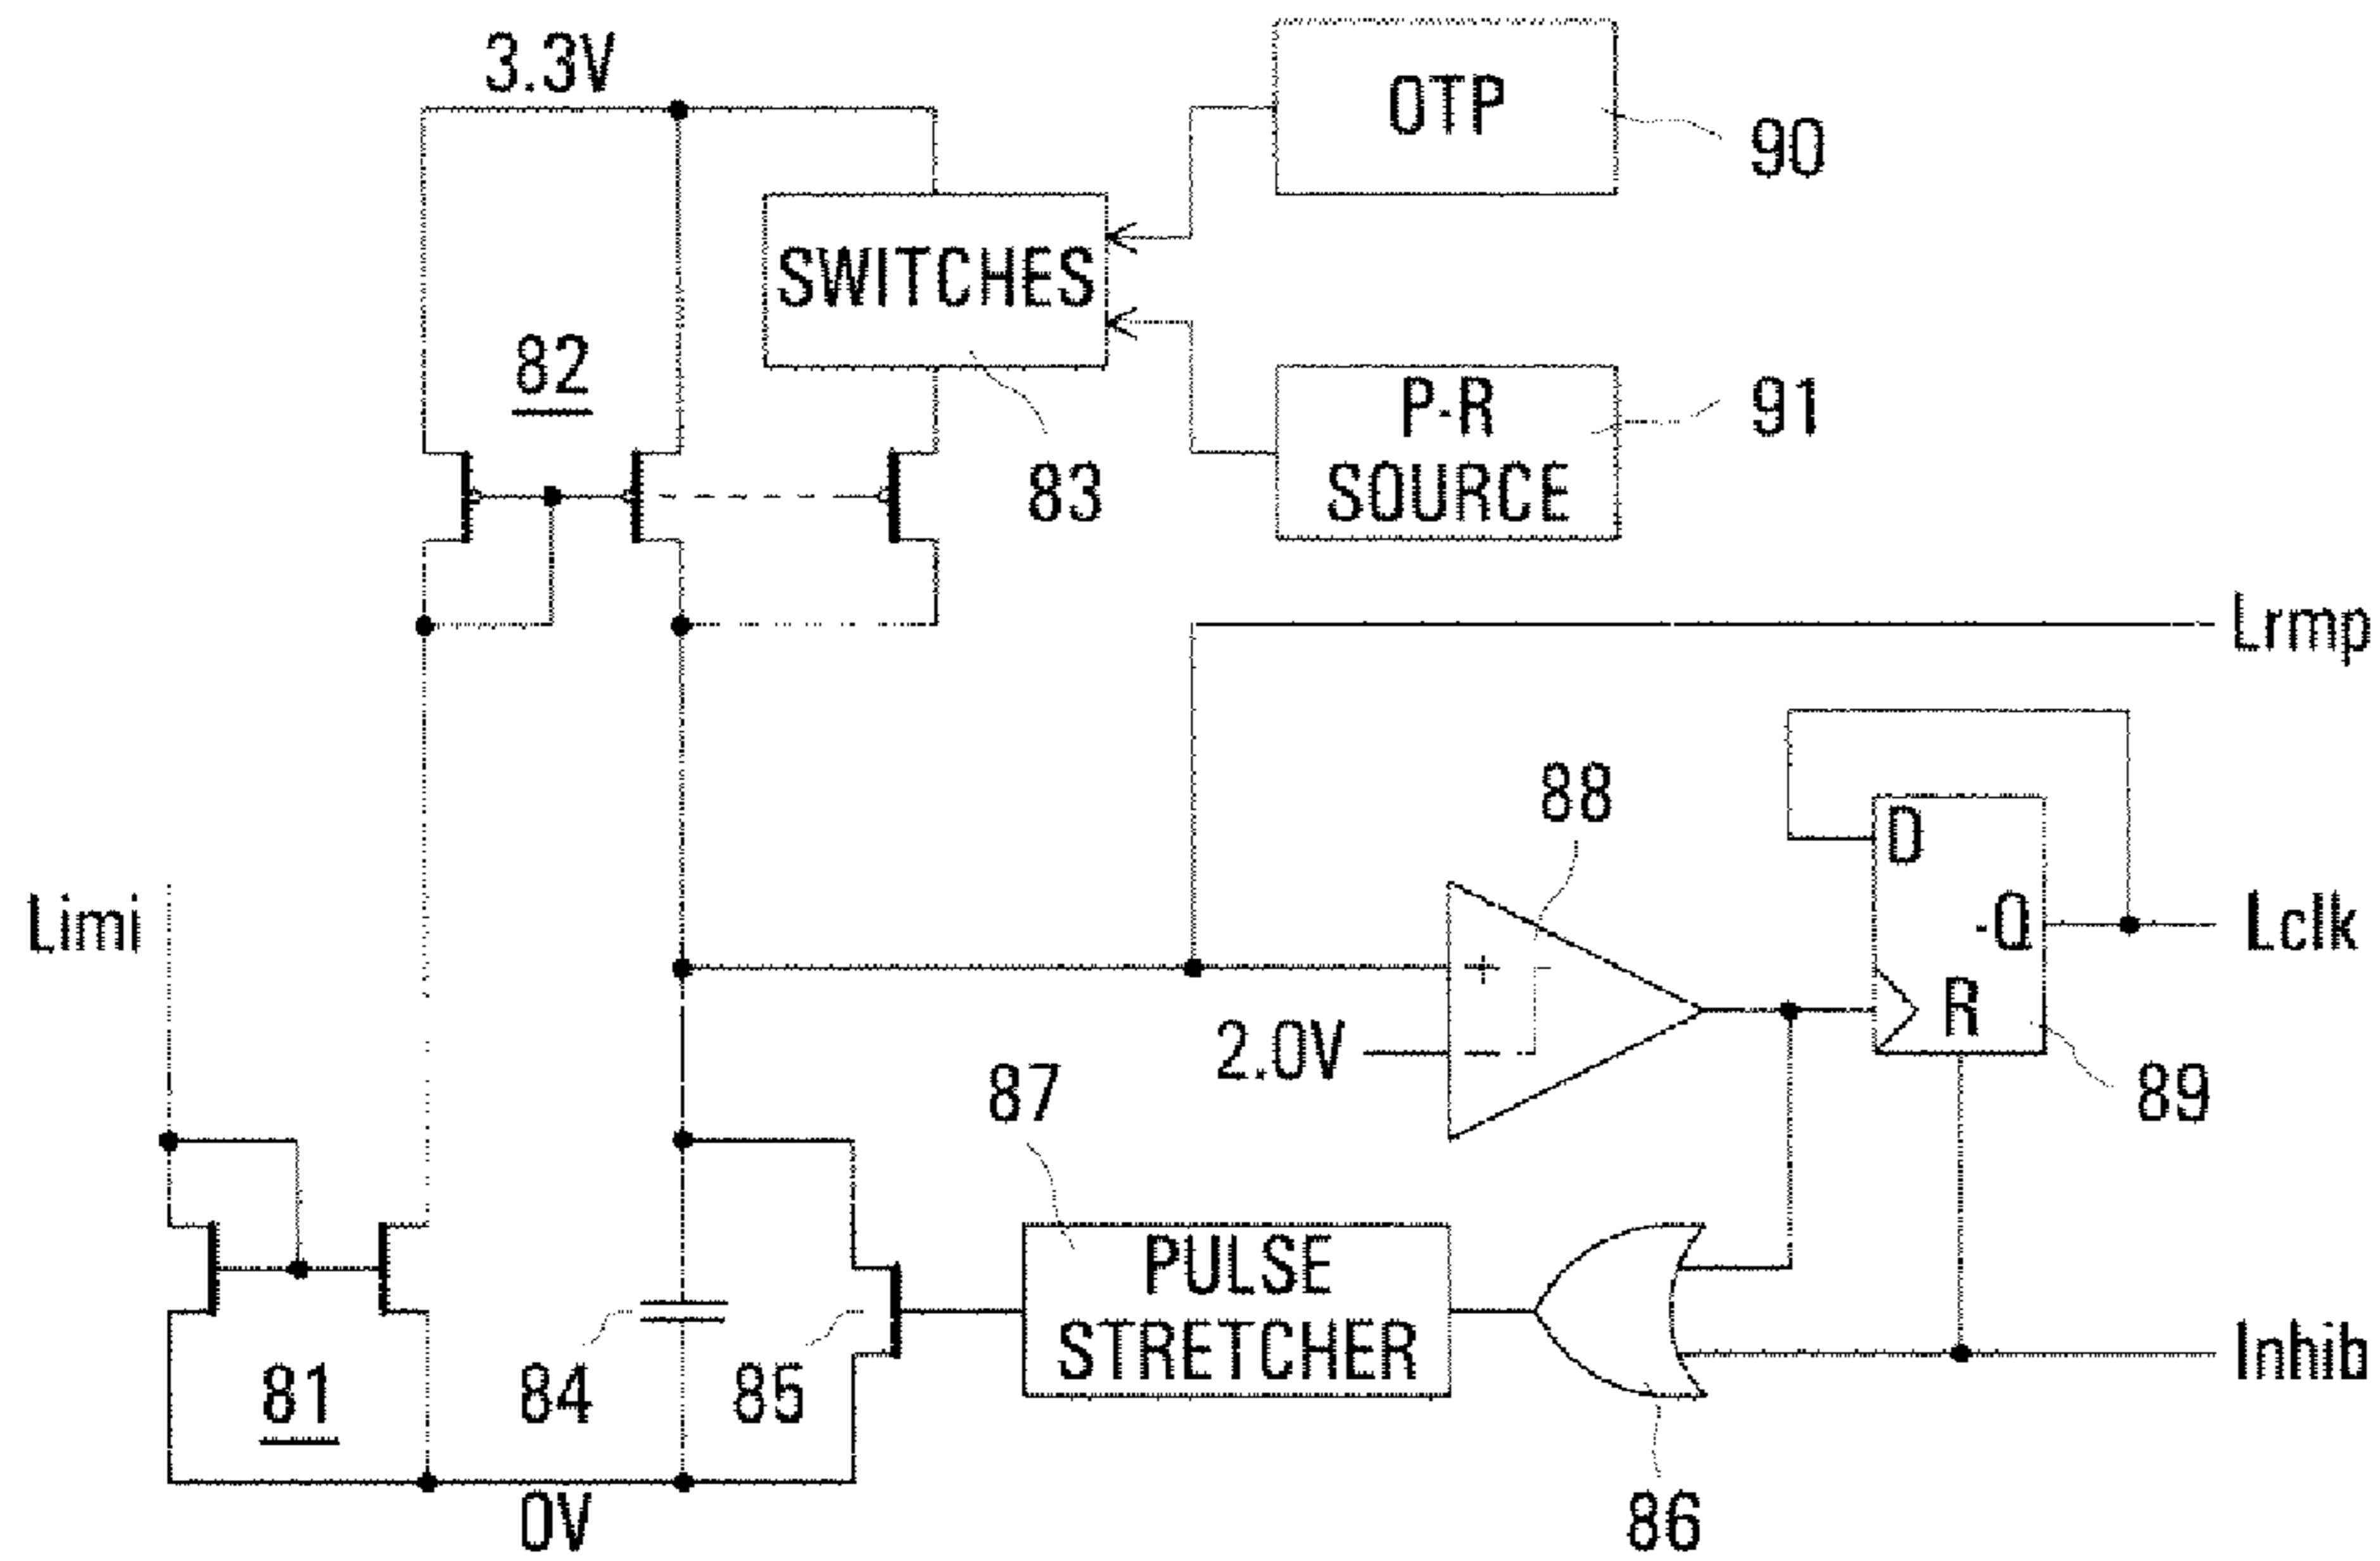 3.3V
OTP
90
SWITCHES
82
P-R
SOURCE
91
83
Lrmp
88
D
-Q
Lclk
Limi
+
R
2.0V
-
87
89
PULSE
STRETCHER
84
85
Inhib
81
0V
86